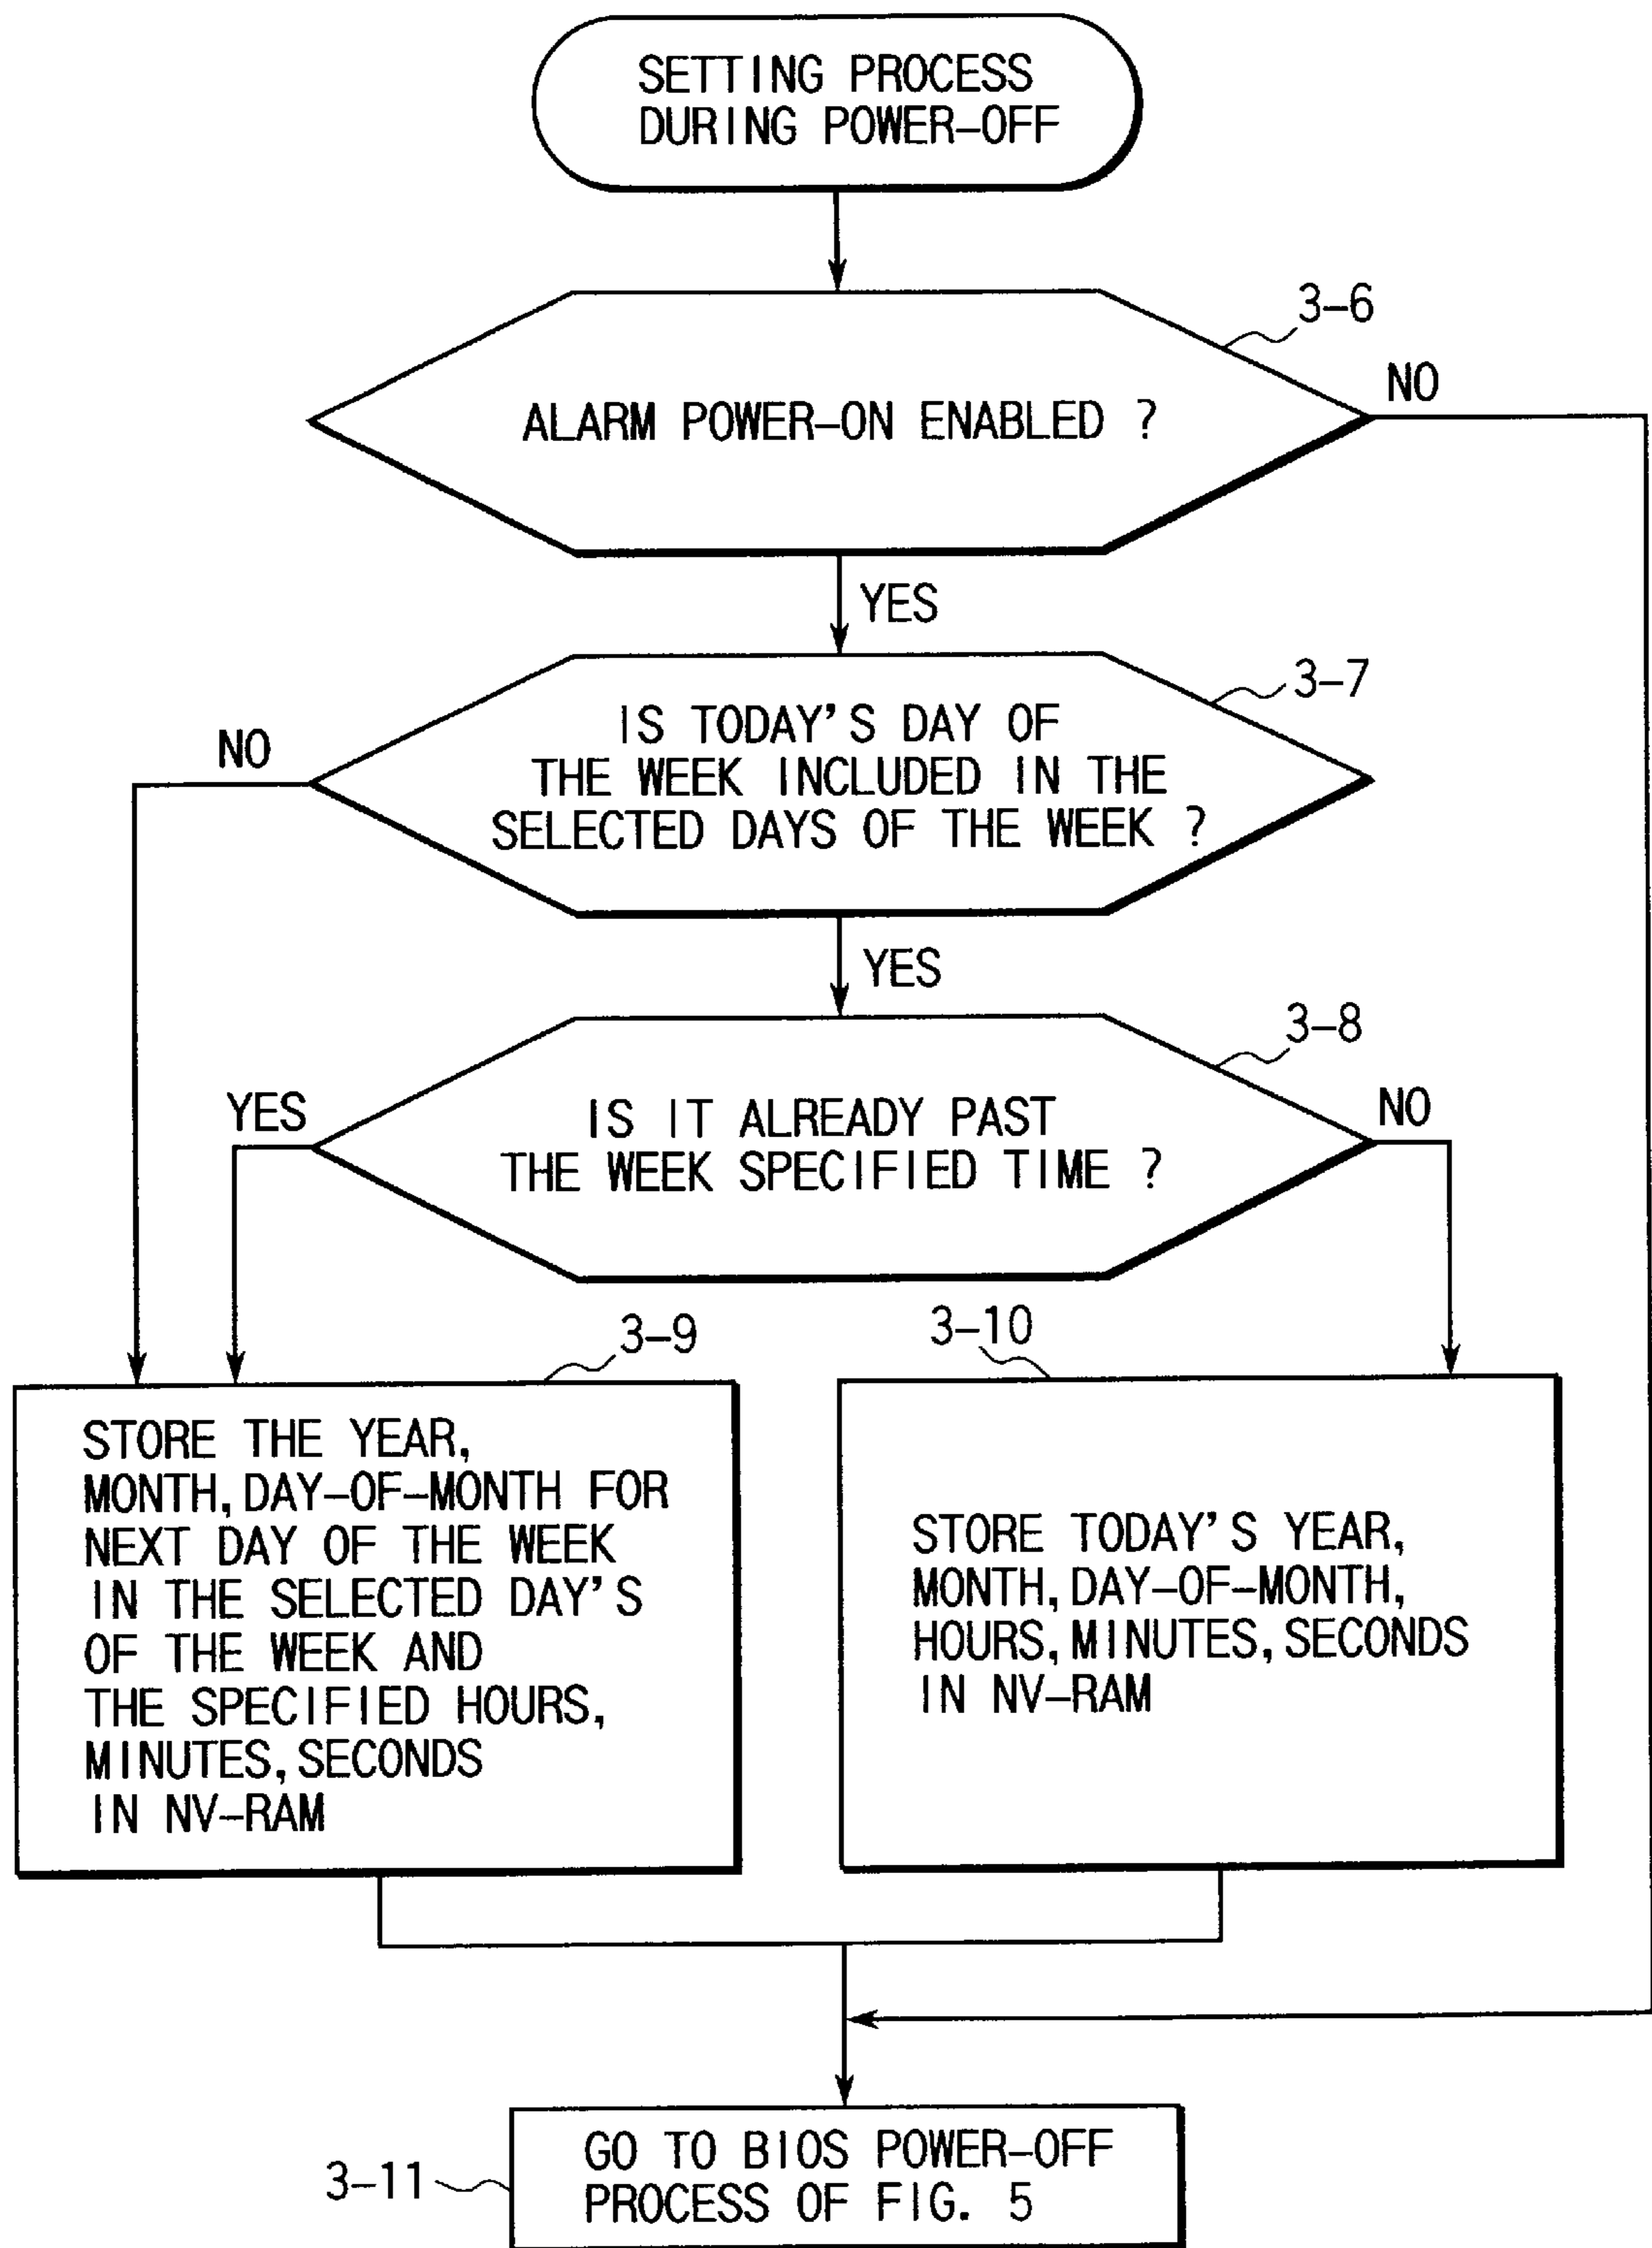 SETTING PROCESS
DURING POWER-OFF
3-6
NO
ALARM POWER-ON ENABLED ?
YES
3-7
NO
IS TODAY'S DAY OF
THE WEEK INCLUDED IN THE
SELECTED DAYS OF THE WEEK ?
YES
3-8
YES
NO
IS IT ALREADY PAST
THE WEEK SPECIFIED TIME ?
3-9
3-10
STORE THE YEAR,
MONTH, DAY-OF-MONTH FOR
NEXT DAY OF THE WEEK
IN THE SELECTED DAY'S
OF THE WEEK AND
THE SPECIFIED HOURS,
MINUTES, SECONDS
IN NV-RAM
STORE TODAY'S YEAR,
MONTH, DAY-OF-MONTH,
HOURS, MINUTES, SECONDS
IN NV-RAM
3-11
GO TO BIOS POWER-OFF
PROCESS OF FIG. 5